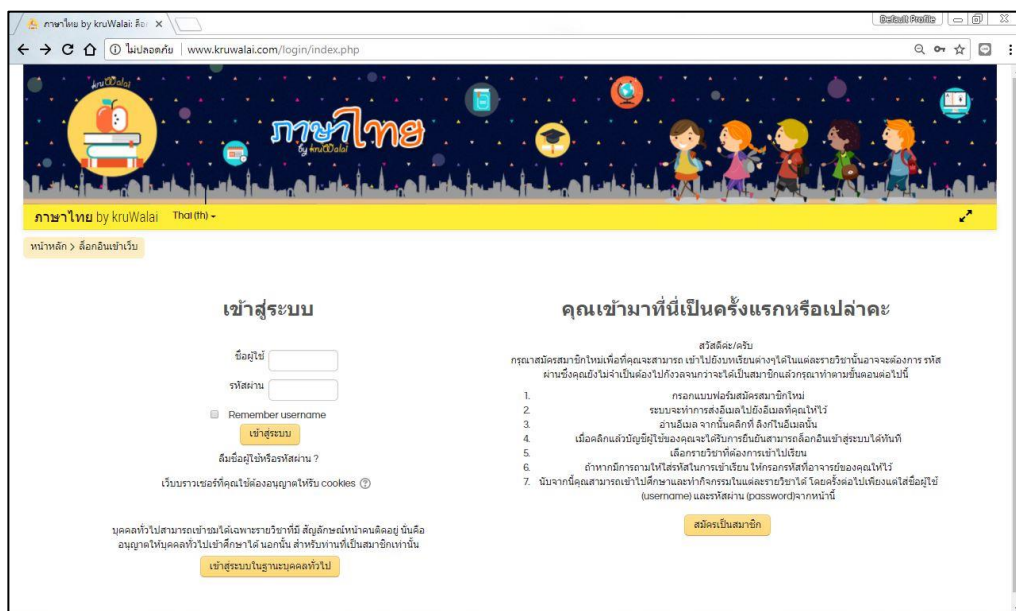 ภาษาไทย by kruWalai: ล็อก
Default Profile
ไม่ปลอดภัย | www.kruwalai.com/login/index.php
kruWalai
ภาษาไทย
by kruWalai
ภาษาไทย by kruWalai Thai (th)
หน้าหลัก > ล็อกอินเข้าเว็บ
เข้าสู่ระบบ
ชื่อผู้ใช้
รหัสผ่าน
Remember username
เข้าสู่ระบบ
ลืมชื่อผู้ใช้หรือรหัสผ่าน ?
เว็บบราวเซอร์ที่คุณใช้ต้องอนุญาตให้รับ cookies
บุคคลทั่วไปสามารถเข้าชมได้เฉพาะรายวิชาที่มี สัญลักษณ์หน้าคนติดอยู่ นั่นคือ
อนุญาตให้บุคคลทั่วไปเข้าศึกษาได้ นอกนั้น สำหรับท่านที่เป็นสมาชิกเท่านั้น
เข้าสู่ระบบในฐานะบุคคลทั่วไป
คุณเข้ามาที่นี่เป็นครั้งแรกหรือเปล่าคะ
สวัสดีค่ะ/ครับ
กรุณาสมัครสมาชิกใหม่เพื่อที่คุณจะสามารถ เข้าไปยังบทเรียนต่างๆได้ในแต่ละรายวิชานั้นอาจจะต้องการ รหัส
ผ่านซึ่งคุณยังไม่จำเป็นต้องไปกังวลจนกว่าจะได้เป็นสมาชิกแล้วกรุณาทำตามขั้นตอนต่อไปนี้
1. กรอกแบบฟอร์มสมัครสมาชิกใหม่
2. ระบบจะทำการส่งอีเมลไปยังอีเมลที่คุณให้ไว้
3. อ่านอีเมล จากนั้นคลิกที่ ลิงก์ในอีเมลนั้น
4. เมื่อคลิกแล้วบัญชีผู้ใช้ของคุณจะได้รับการยืนยันสามารถล็อกอินเข้าสู่ระบบได้ทันที
5. เลือกรายวิชาที่ต้องการเข้าไปเรียน
6. ถ้าหากมีการถามให้ใส่รหัสในการเข้าเรียน ให้กรอกรหัสที่อาจารย์ของคุณให้ไว้
7. นับจากนี้คุณสามารถเข้าไปศึกษาและทำกิจกรรมในแต่ละรายวิชาได้ โดยครั้งต่อไปเพียงแต่ใส่ชื่อผู้ใช้
(username) และรหัสผ่าน (password)จากหน้านี้
สมัครเป็นสมาชิก